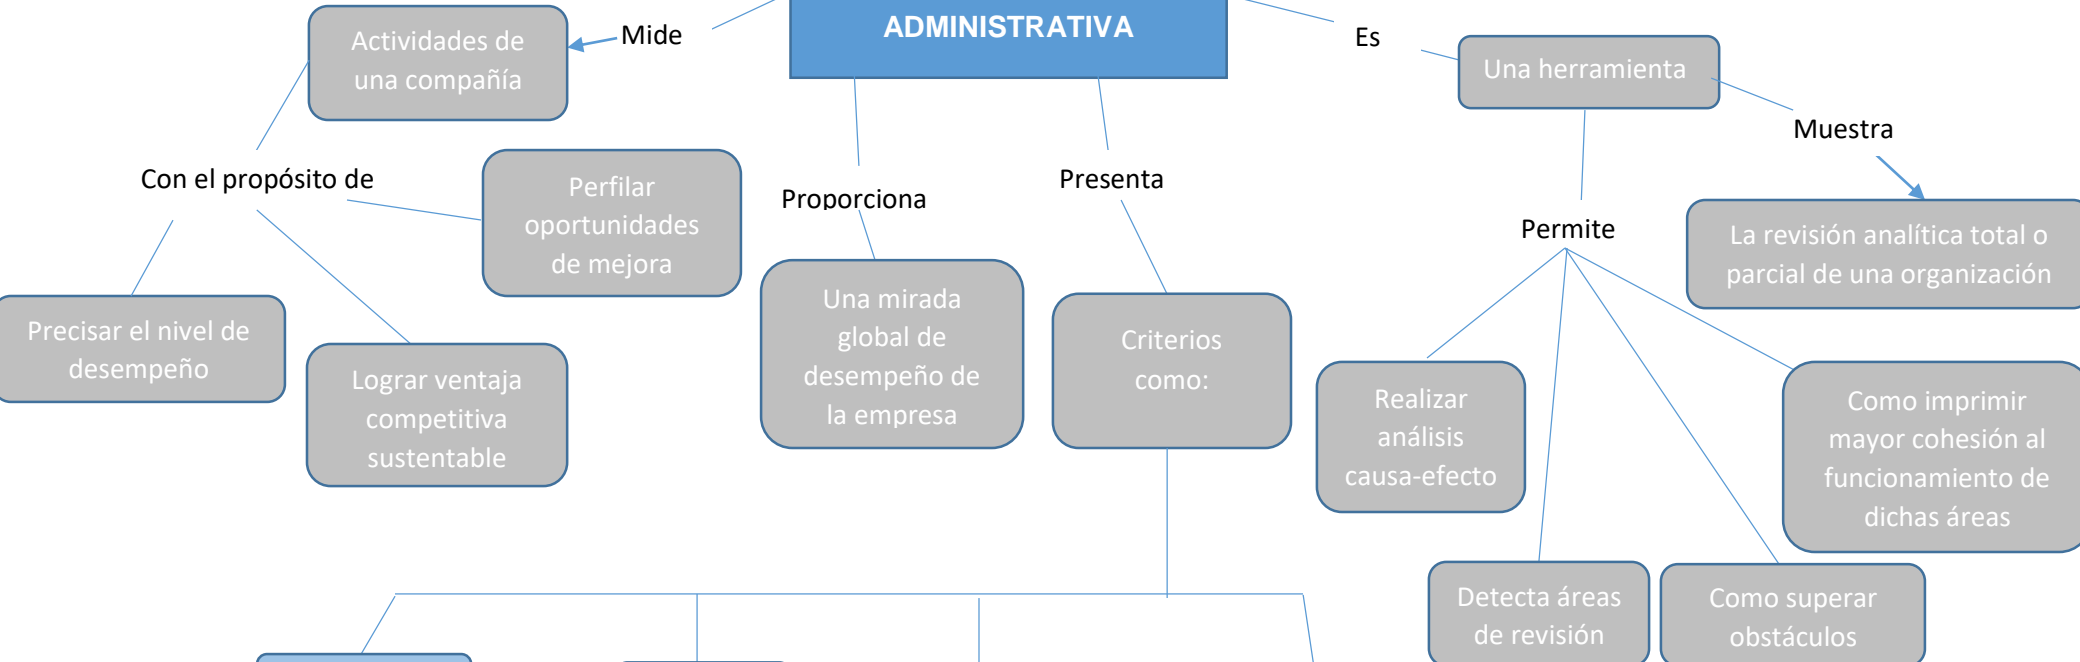 ADMINISTRATIVA
Mide
Es
Actividades de
una compañía
Una herramienta
Muestra
Con el propósito de
Perfilar
oportunidades
de mejora
Proporciona
Presenta
Permite
La revisión analítica total o
parcial de una organización
Precisar el nivel de
desempeño
Lograr ventaja
competitiva
sustentable
Una mirada
global de
desempeño de
la empresa
Criterios
como:
Realizar
análisis
causa-efecto
Como imprimir
mayor cohesión al
funcionamiento de
dichas áreas
Detecta áreas
de revisión
Como superar
obstáculos